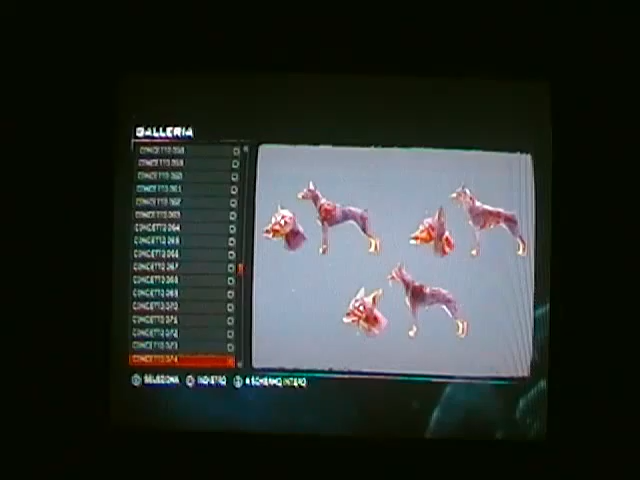 GALLERIA
CONCETTO 058
CONCETTO 059
CONCETTO 060
CONCETTO 061
CONCETTO 062
CONCETTO 063
CONCETTO 064
CONCETTO 065
CONCETTO 066
CONCETTO 067
CONCETTO 068
CONCETTO 069
CONCETTO 070
CONCETTO 071
CONCETTO 072
CONCETTO 073
CONCETTO 074
SELEZIONA INDIETRO A SCHERMO INTERO